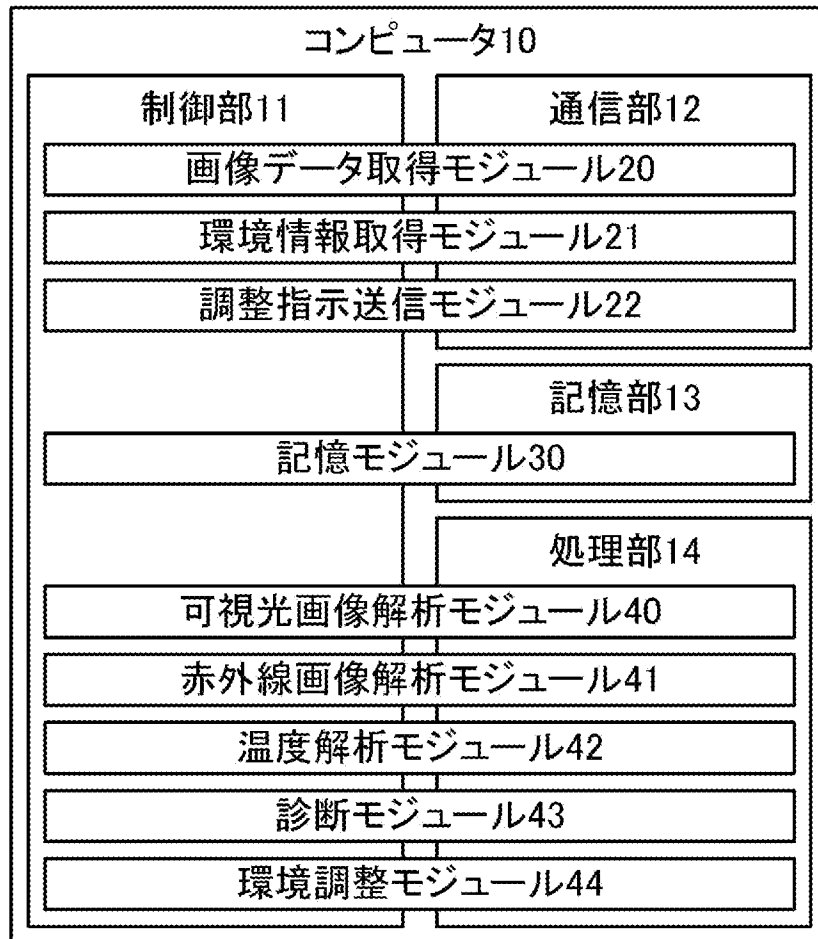 コンピュータ10
制御部11
通信部12
画像データ取得モジュール20
環境情報取得モジュール21
調整指示送信モジュール22
記憶部13
記憶モジュール30
処理部14
可視光画像解析モジュール40
赤外線画像解析モジュール41
温度解析モジュール42
診断モジュール43
環境調整モジュール44